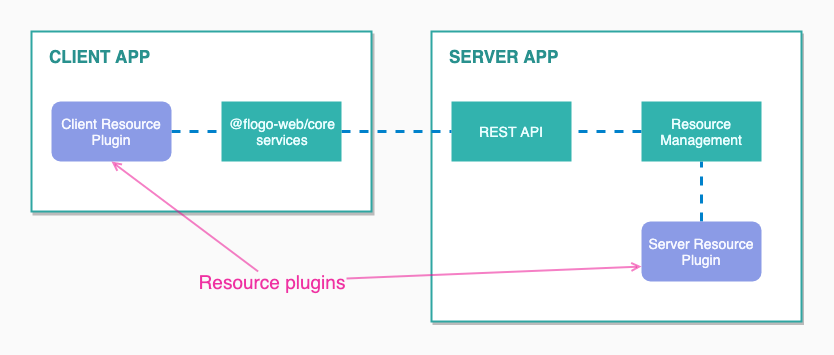 CLIENT APP
Client Resource
Plugin
@flogo-web/core
services
SERVER APP
REST API
Resource
Management
Server Resource
Plugin
Resource plugins